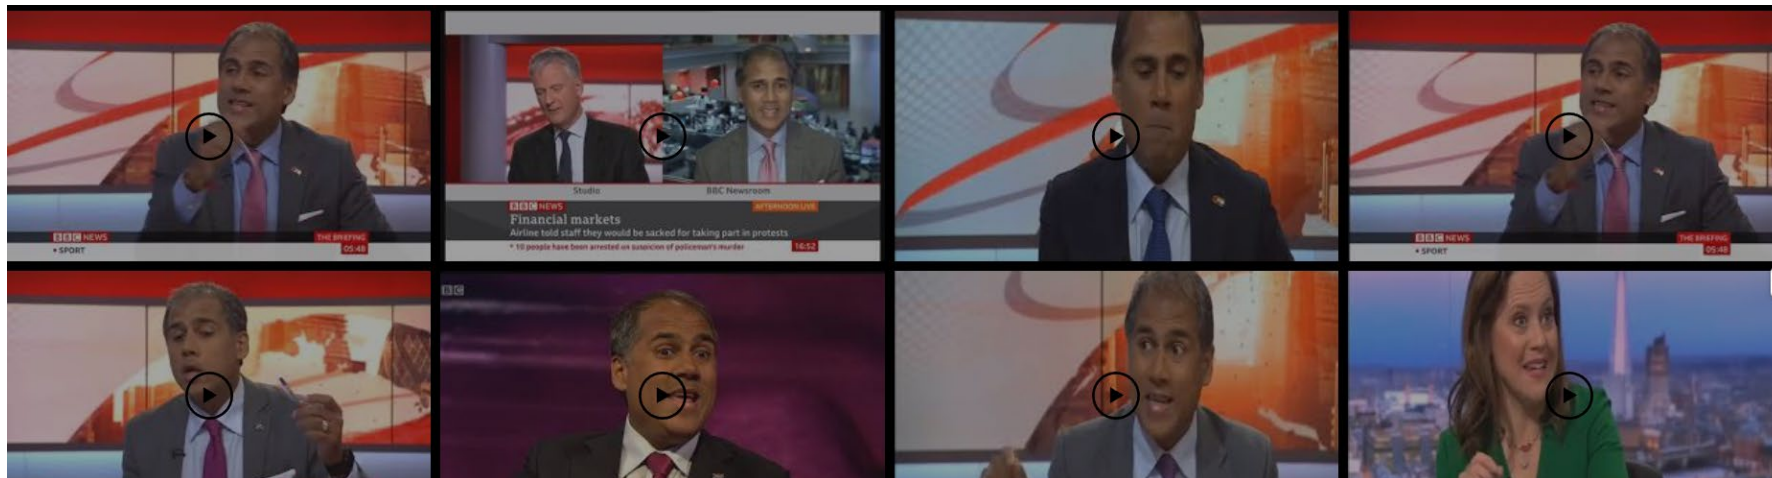 BBC NEWS
THE BRIEFING
• SPORT
05:48
Studio
BBC Newsroom
BBC NEWS
AFTERNOON LIVE
Financial markets
Airline told staff they would be sacked for taking part in protests
• 10 people have been arrested on suspicion of policeman's murder
16:52
BBC NEWS
THE BRIEFING
• SPORT
05:48
BBC